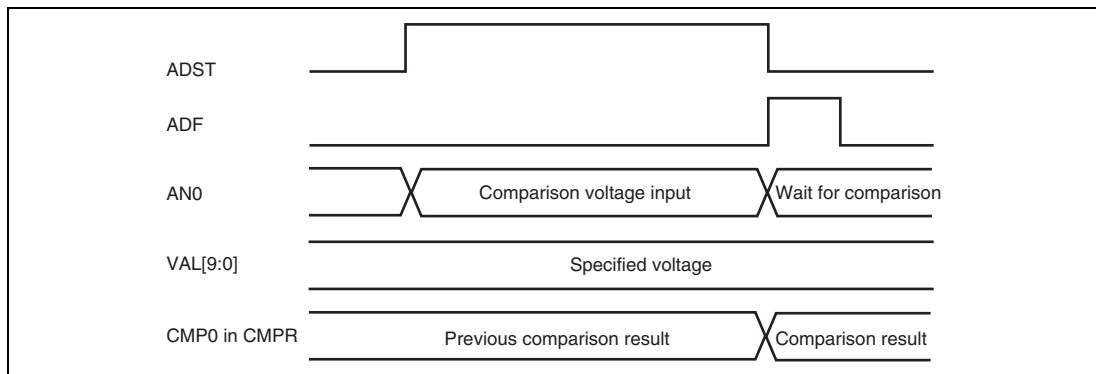 ADST
ADF
AN0
Comparison voltage input
Wait for comparison
VAL[9:0]
Specified voltage
CMP0 in CMPR
Previous comparison result
Comparison result